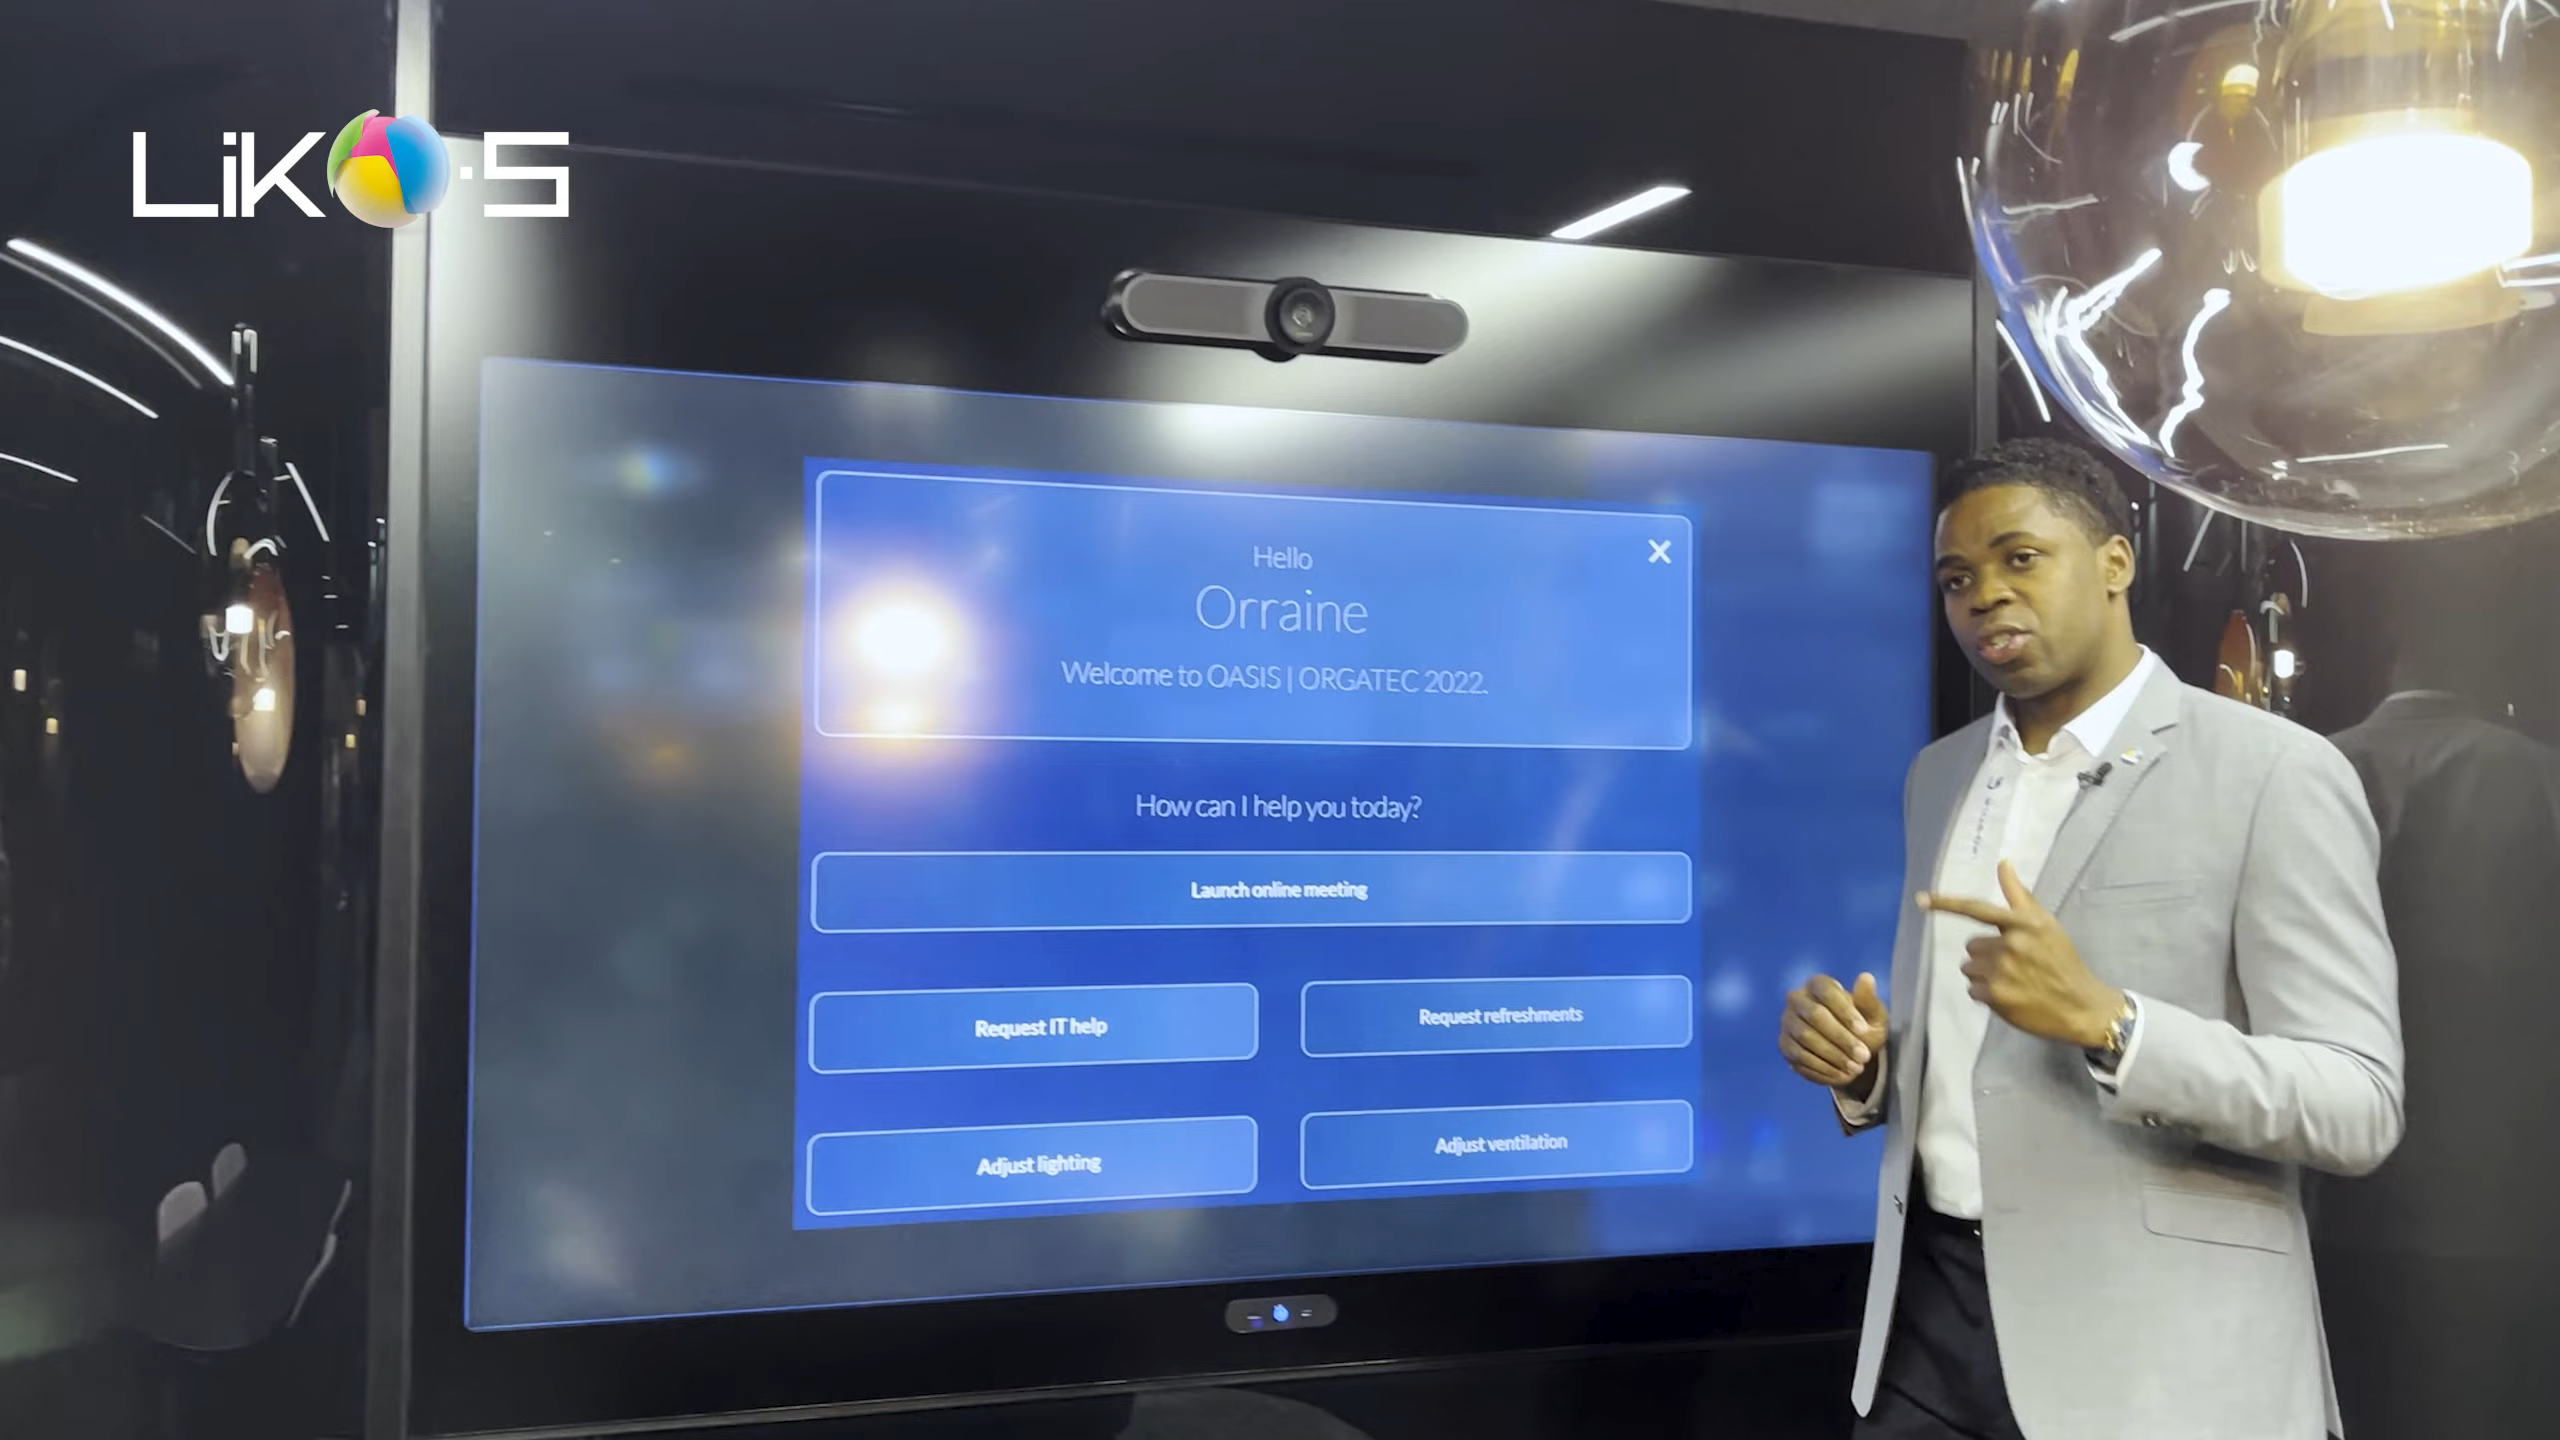 LiKO·S
Hello
Orraine
Welcome to OASIS | ORGATEC 2022.
How can I help you today?
Launch online meeting
Request IT help
Request refreshments
Adjust lighting
Adjust ventilation